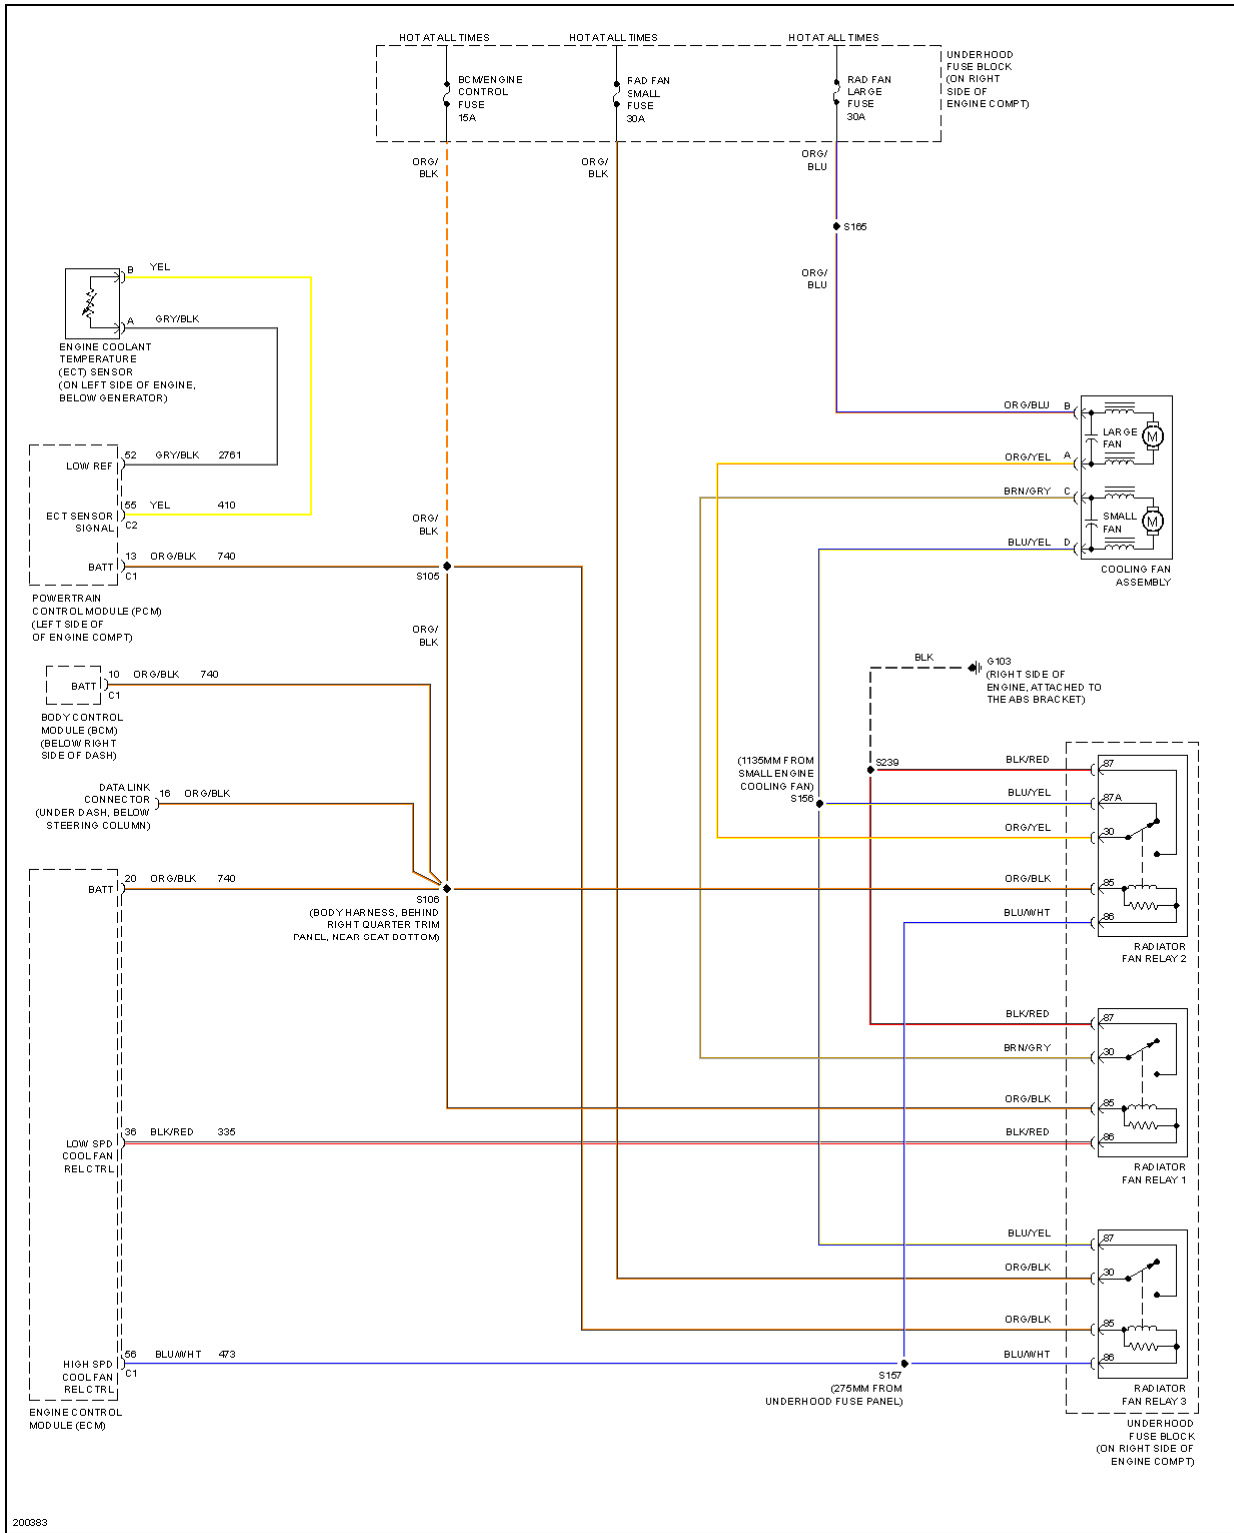 HOT AT ALL TIMES
HOT AT ALL TIMES
HOT AT ALL TIMES
UNDERHOOD
FUSE BLOCK
(ON RIGHT
SIDE OF
ENGINE COMPT)
BCM/ENGINE
CONTROL
FUSE
15A
RAD FAN
SMALL
FUSE
30A
RAD FAN
LARGE
FUSE
30A
ORG/
BLK
ORG/
BLK
ORG/
BLU
S165
ORG/
BLU
B
YEL
A
GRY/BLK
ENGINE COOLANT
TEMPERATURE
(ECT) SENSOR
(ON LEFT SIDE OF ENGINE,
BELOW GENERATOR)
ORG/BLU B
LARGE
FAN
M
ORG/YEL A
BRN/GRY C
SMALL
FAN
M
BLU/YEL D
COOLING FAN
ASSEMBLY
LOW REF
52 GRY/BLK 2761
ECT SENSOR
SIGNAL
55 YEL 410
C2
BATT
13 ORG/BLK 740
C1
POWERTRAIN
CONTROL MODULE (PCM)
(LEFT SIDE OF
OF ENGINE COMPT)
ORG/
BLK
S105
ORG/
BLK
BATT
10 ORG/BLK 740
C1
BODY CONTROL
MODULE (BCM)
(BELOW RIGHT
SIDE OF DASH)
BLK
G103
(RIGHT SIDE OF
ENGINE, ATTACHED TO
THE ABS BRACKET)
DATA LINK
CONNECTOR
(UNDER DASH, BELOW
STEERING COLUMN)
16 ORG/BLK
(1135MM FROM
SMALL ENGINE
COOLING FAN)
S156
S239
BLK/RED 87
BLU/YEL 87A
ORG/YEL 30
ORG/BLK 85
BLU/WHT 86
RADIATOR
FAN RELAY 2
BATT
20 ORG/BLK 740
S106
(BODY HARNESS, BEHIND
RIGHT QUARTER TRIM
PANEL, NEAR SEAT BOTTOM)
BLK/RED 87
BRN/GRY 30
ORG/BLK 85
BLK/RED 86
RADIATOR
FAN RELAY 1
LOW SPD
COOL FAN
REL CTRL
36 BLK/RED 335
BLU/YEL 87
ORG/BLK 30
ORG/BLK 85
BLU/WHT 86
RADIATOR
FAN RELAY 3
HIGH SPD
COOL FAN
REL CTRL
56 BLU/WHT 473
C1
ENGINE CONTROL
MODULE (ECM)
S157
(275MM FROM
UNDERHOOD FUSE PANEL)
UNDERHOOD
FUSE BLOCK
(ON RIGHT SIDE OF
ENGINE COMPT)
200383